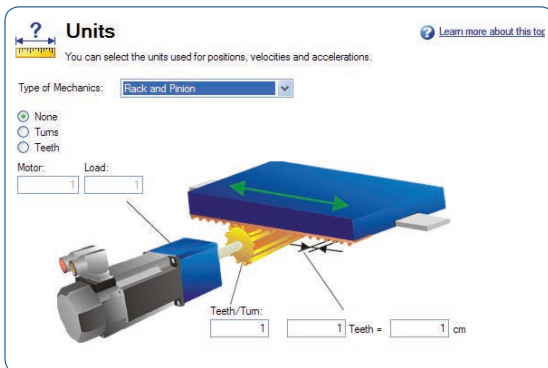 ?
Units
Learn more about this top
You can select the units used for positions, velocities and accelerations.
Type of Mechanics: Rack and Pinion
None
Turns
Teeth
Motor: Load:
1 1
Teeth/Turn:
1 1 Teeth = 1 cm